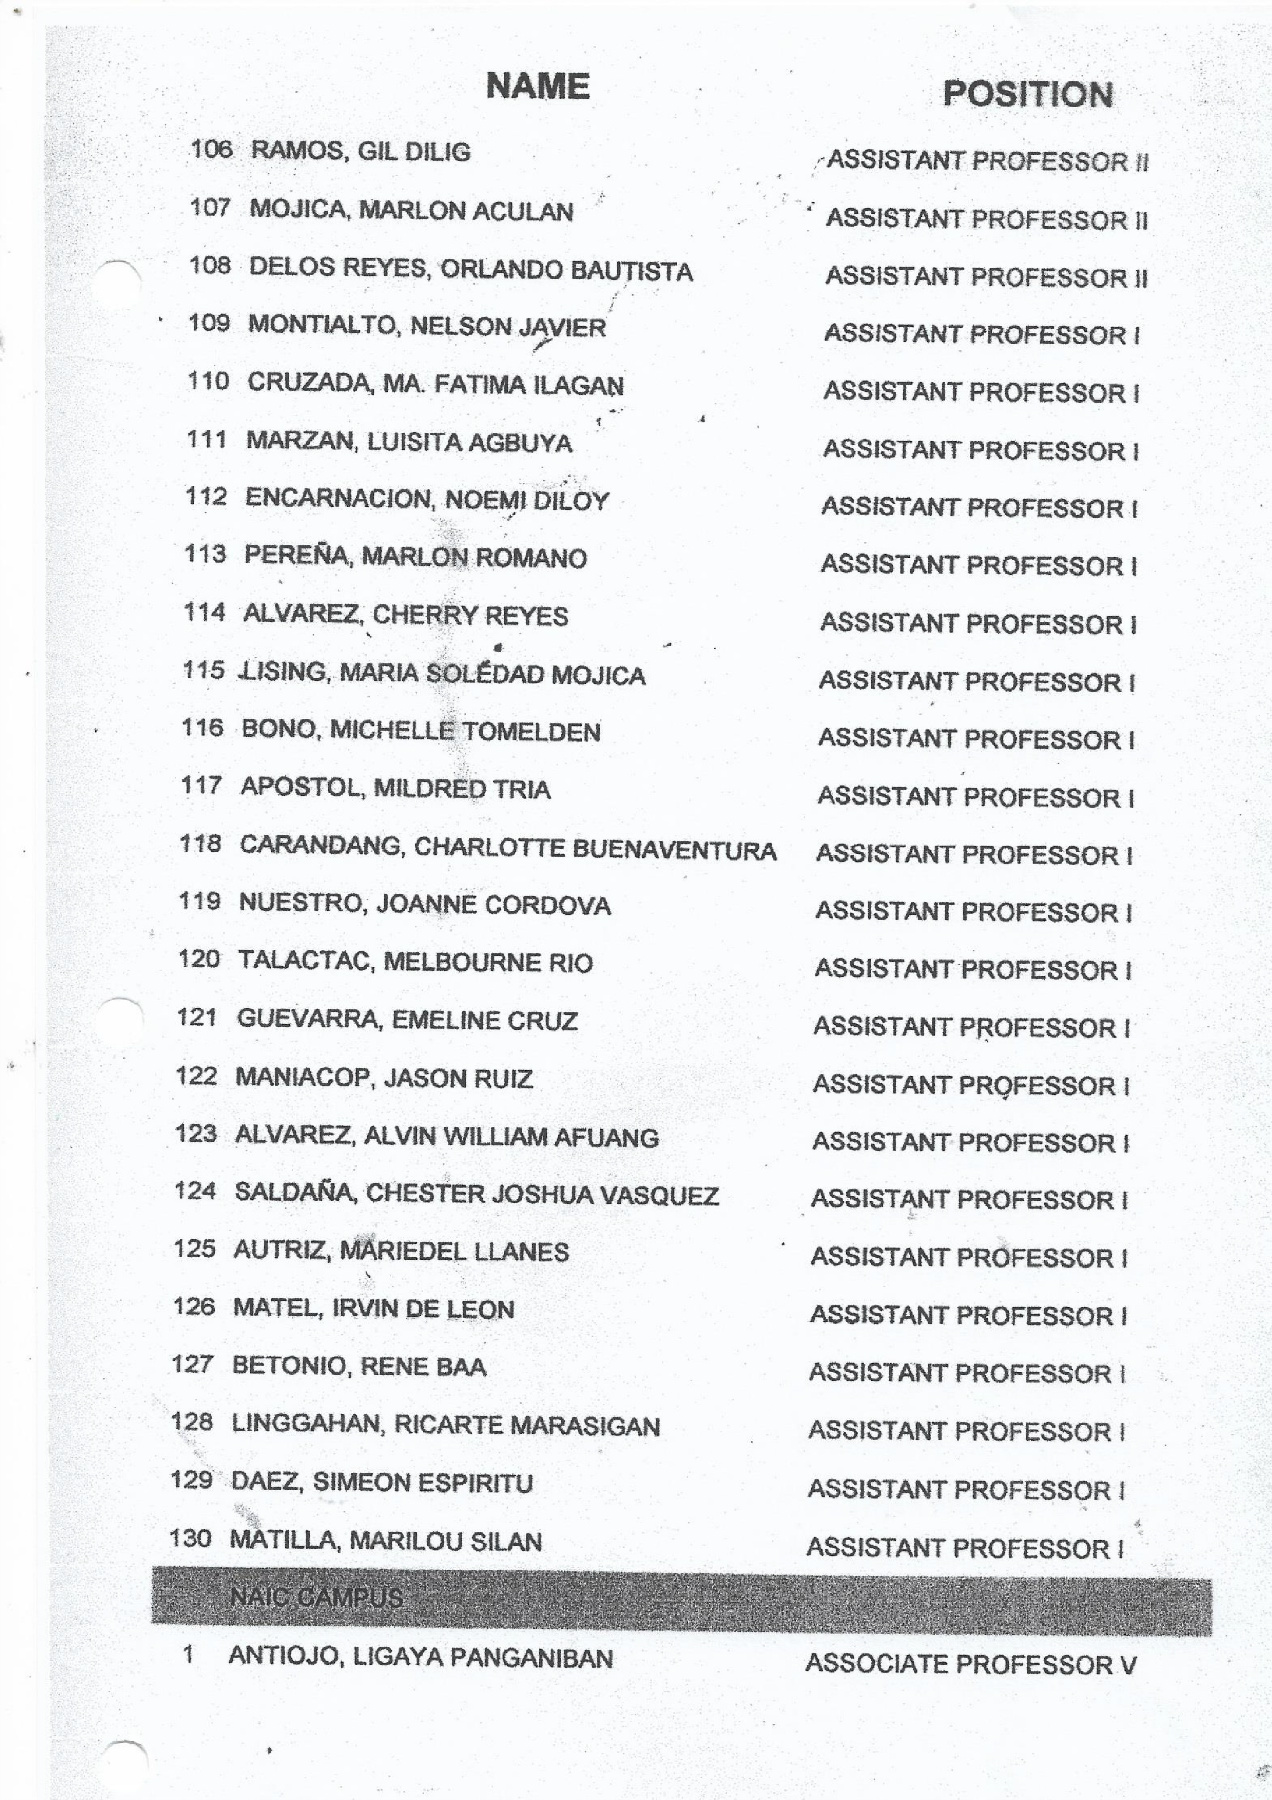 NAME POSITION
106 RAMOS, GIL DILIG ASSISTANT PROFESSOR II
107 MOJICA, MARLON ACULAN ASSISTANT PROFESSOR II
108 DELOS REYES, ORLANDO BAUTISTA ASSISTANT PROFESSOR II
109 MONTIALTO, NELSON JAVIER ASSISTANT PROFESSOR I
110 CRUZADA, MA. FATIMA ILAGAN ASSISTANT PROFESSOR I
111 MARZAN, LUISITA AGBUYA ASSISTANT PROFESSOR I
112 ENCARNACION, NOEMI DILOY ASSISTANT PROFESSOR I
113 PEREÑA, MARLON ROMANO ASSISTANT PROFESSOR I
114 ALVAREZ, CHERRY REYES ASSISTANT PROFESSOR I
115 LISING, MARIA SOLEDAD MOJICA ASSISTANT PROFESSOR I
116 BONO, MICHELLE TOMELDEN ASSISTANT PROFESSOR I
117 APOSTOL, MILDRED TRIA ASSISTANT PROFESSOR I
118 CARANDANG, CHARLOTTE BUENAVENTURA ASSISTANT PROFESSOR I
119 NUESTRO, JOANNE CORDOVA ASSISTANT PROFESSOR I
120 TALACTAC, MELBOURNE RIO ASSISTANT PROFESSOR I
121 GUEVARRA, EMELINE CRUZ ASSISTANT PROFESSOR I
122 MANIACOP, JASON RUIZ ASSISTANT PROFESSOR I
123 ALVAREZ, ALVIN WILLIAM AFUANG ASSISTANT PROFESSOR I
124 SALDAÑA, CHESTER JOSHUA VASQUEZ ASSISTANT PROFESSOR I
125 AUTRIZ, MARIEDEL LLANES ASSISTANT PROFESSOR I
126 MATEL, IRVIN DE LEON ASSISTANT PROFESSOR I
127 BETONIO, RENE BAA ASSISTANT PROFESSOR I
128 LINGGAHAN, RICARTE MARASIGAN ASSISTANT PROFESSOR I
129 DAEZ, SIMEON ESPIRITU ASSISTANT PROFESSOR I
130 MATILLA, MARILOU SILAN ASSISTANT PROFESSOR I
NAIC CAMPUS
1 ANTIOJO, LIGAYA PANGANIBAN ASSOCIATE PROFESSOR V